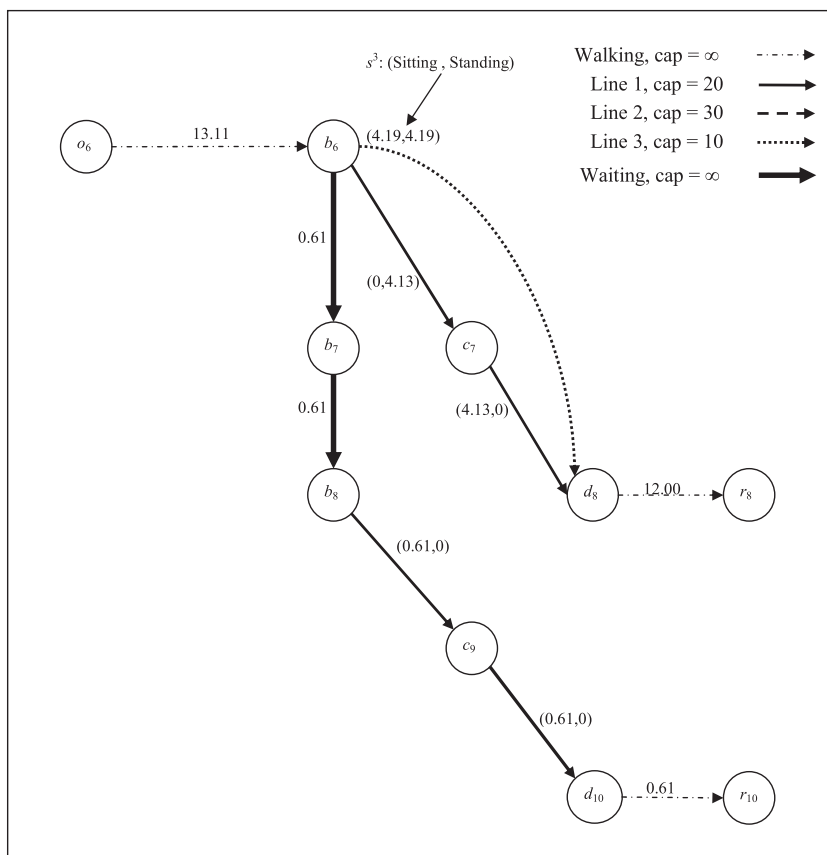 s³: (Sitting , Standing)
Walking, cap = ∞
Line 1, cap = 20
Line 2, cap = 30
Line 3, cap = 10
Waiting, cap = ∞
o₆
13.11
b₆
(4.19,4.19)
0.61
(0,4.13)
b₇
c₇
0.61
(4.13,0)
b₈
d₈
12.00
r₈
(0.61,0)
c₉
(0.61,0)
d₁₀
0.61
r₁₀